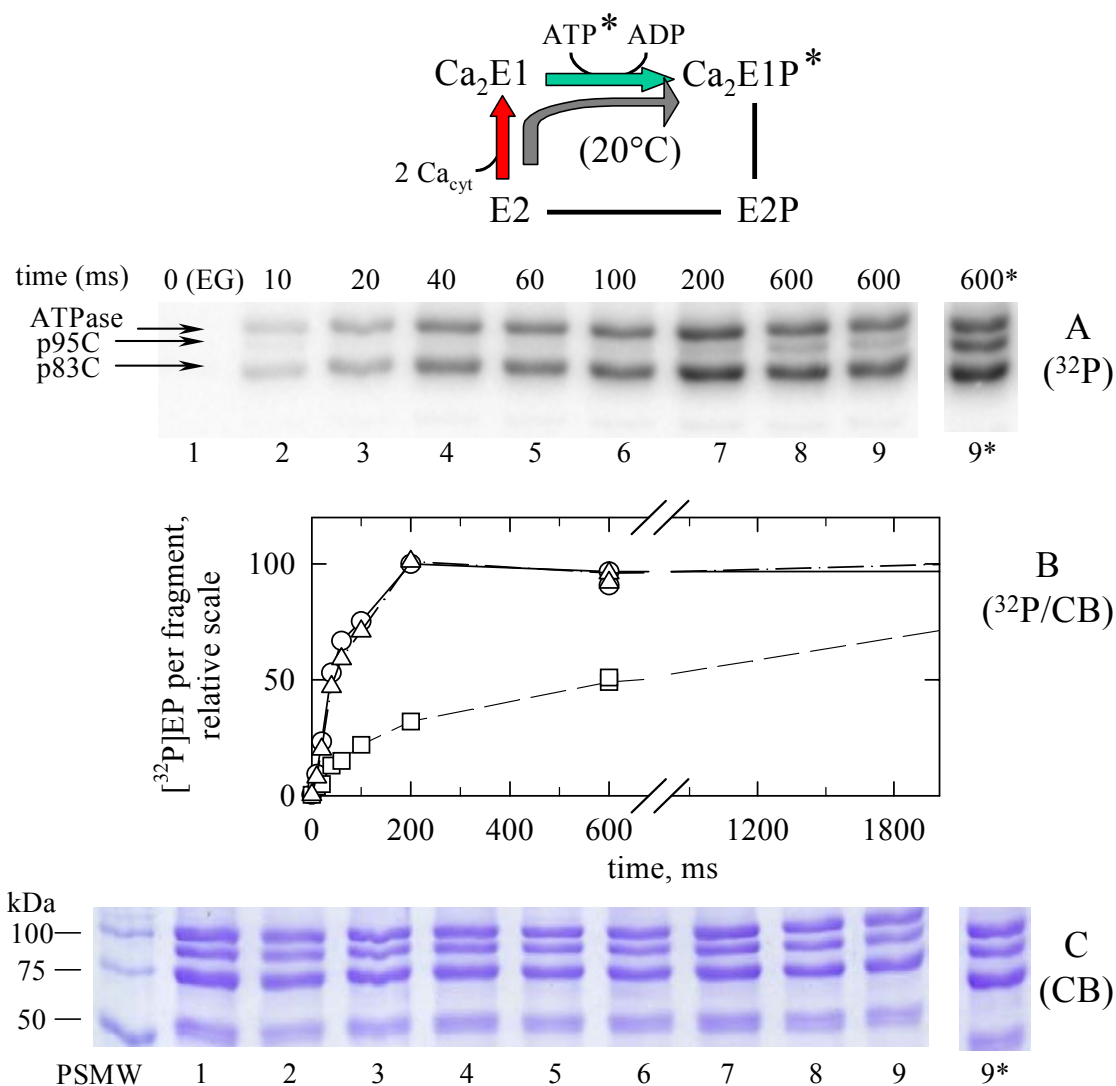 ATP* ADP
Ca₂E1 Ca₂E1P*
(20°C)
2 Ca_cyt
E2 E2P
time (ms) 0 (EG) 10 20 40 60 100 200 600 600 600*
ATPase
p95C
p83C
A
(³²P)
1 2 3 4 5 6 7 8 9 9*
[³²P]EP per fragment,
relative scale
100
50
0
B
(³²P/CB)
0 200 400 600 1200 1800
time, ms
kDa
100
75
50
C
(CB)
PSMW 1 2 3 4 5 6 7 8 9 9*